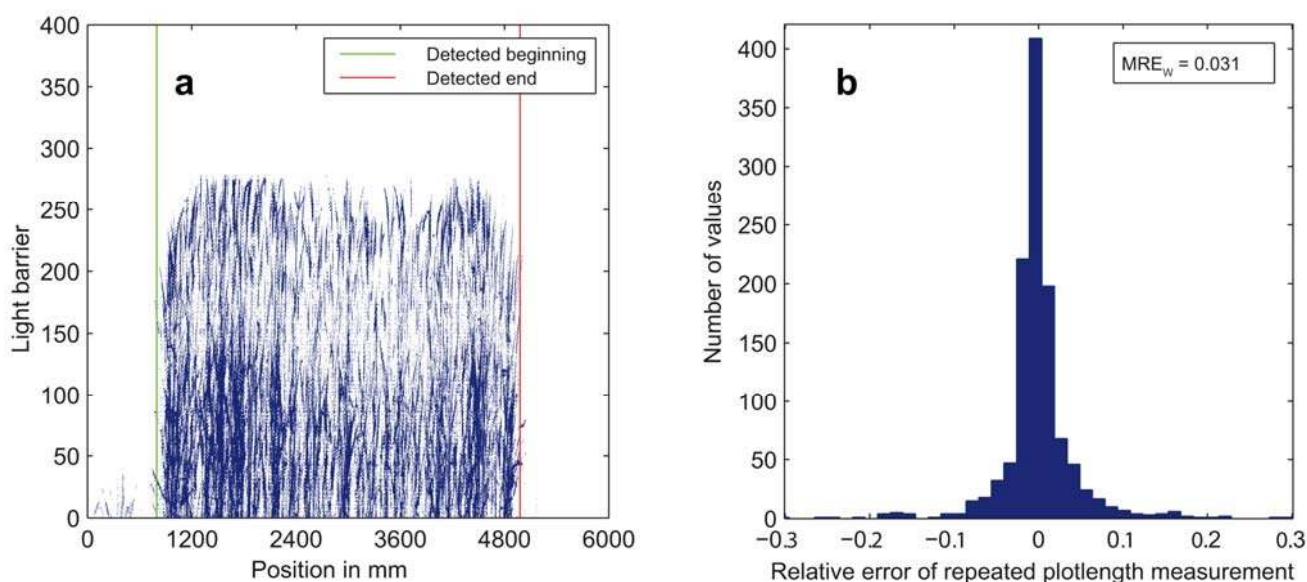 400
350
300
250
200
150
100
50
0
Light barrier
a
Detected beginning
Detected end
0 1200 2400 3600 4800 6000
Position in mm
400
350
300
250
200
150
100
50
0
Number of values
b
MREW = 0.031
−0.3 −0.2 −0.1 0 0.1 0.2 0.3
Relative error of repeated plotlength measurement